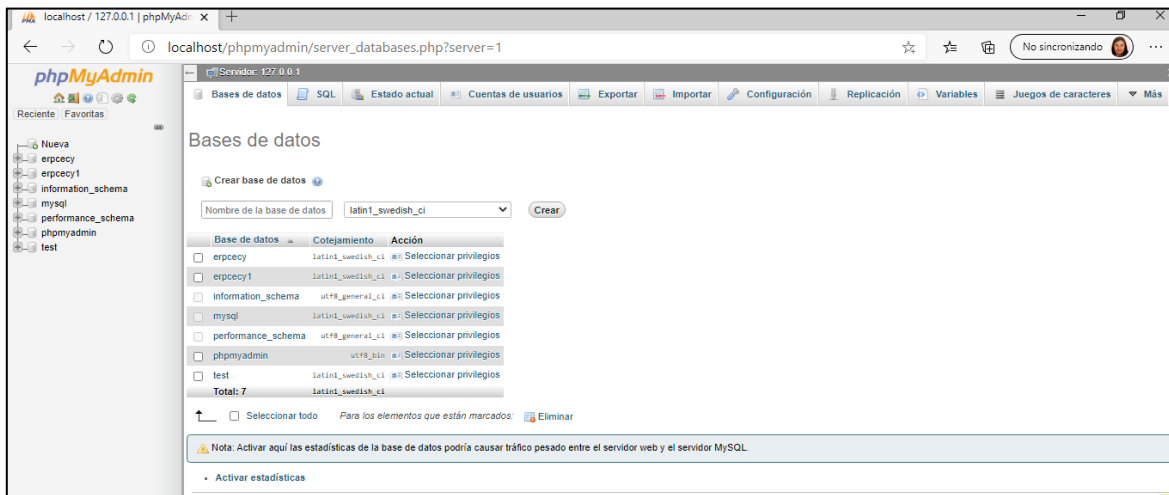 localhost / 127.0.0.1 | phpMyAdn
localhost/phpmyadmin/server_databases.php?server=1
No sincronizando
phpMyAdmin
Reciente Favoritas
Nueva
erpcecy
erpcecy1
information_schema
mysql
performance_schema
phpmyadmin
test
Servidor: 127.0.0.1
Bases de datos SQL Estado actual Cuentas de usuarios Exportar Importar Configuración Replicación Variables Juegos de caracteres Más
Bases de datos
Crear base de datos
Nombre de la base de datos latin1_swedish_ci Crear
Base de datos Cotejamiento Acción
erpcecy latin1_swedish_ci Seleccionar privilegios
erpcecy1 latin1_swedish_ci Seleccionar privilegios
information_schema utf8_general_ci Seleccionar privilegios
mysql latin1_swedish_ci Seleccionar privilegios
performance_schema utf8_general_ci Seleccionar privilegios
phpmyadmin utf8_bin Seleccionar privilegios
test latin1_swedish_ci Seleccionar privilegios
Total: 7 latin1_swedish_ci
Seleccionar todo Para los elementos que están marcados: Eliminar
Nota: Activar aquí las estadísticas de la base de datos podría causar tráfico pesado entre el servidor web y el servidor MySQL.
Activar estadísticas